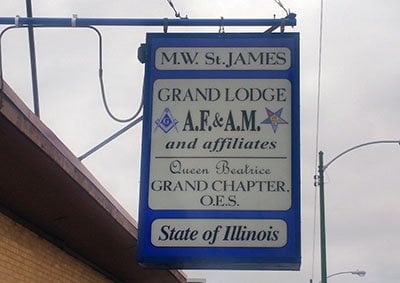 M.W. St. JAMES
GRAND LODGE
A.F. & A.M.
and affiliates
Queen Beatrice
GRAND CHAPTER.
O.E.S.
State of Illinois